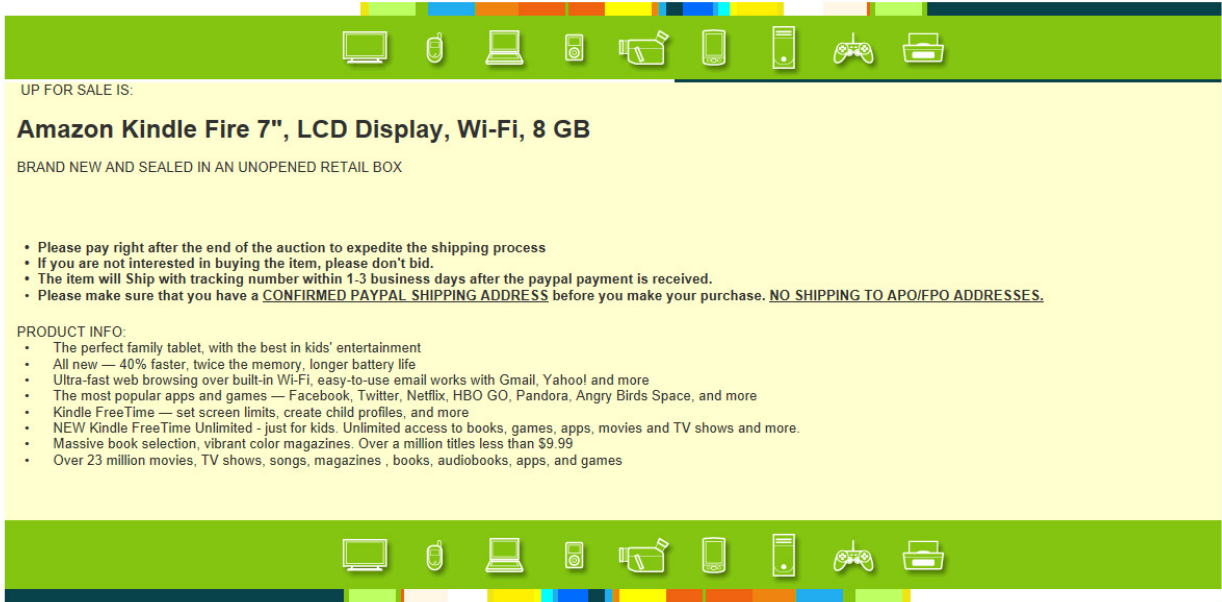 UP FOR SALE IS:
Amazon Kindle Fire 7", LCD Display, Wi-Fi, 8 GB
BRAND NEW AND SEALED IN AN UNOPENED RETAIL BOX
• Please pay right after the end of the auction to expedite the shipping process
• If you are not interested in buying the item, please don't bid.
• The item will Ship with tracking number within 1-3 business days after the paypal payment is received.
• Please make sure that you have a CONFIRMED PAYPAL SHIPPING ADDRESS before you make your purchase. NO SHIPPING TO APO/FPO ADDRESSES.
PRODUCT INFO:
• The perfect family tablet, with the best in kids' entertainment
• All new — 40% faster, twice the memory, longer battery life
• Ultra-fast web browsing over built-in Wi-Fi, easy-to-use email works with Gmail, Yahoo! and more
• The most popular apps and games — Facebook, Twitter, Netflix, HBO GO, Pandora, Angry Birds Space, and more
• Kindle FreeTime — set screen limits, create child profiles, and more
• NEW Kindle FreeTime Unlimited - just for kids. Unlimited access to books, games, apps, movies and TV shows and more.
• Massive book selection, vibrant color magazines. Over a million titles less than $9.99
• Over 23 million movies, TV shows, songs, magazines , books, audiobooks, apps, and games